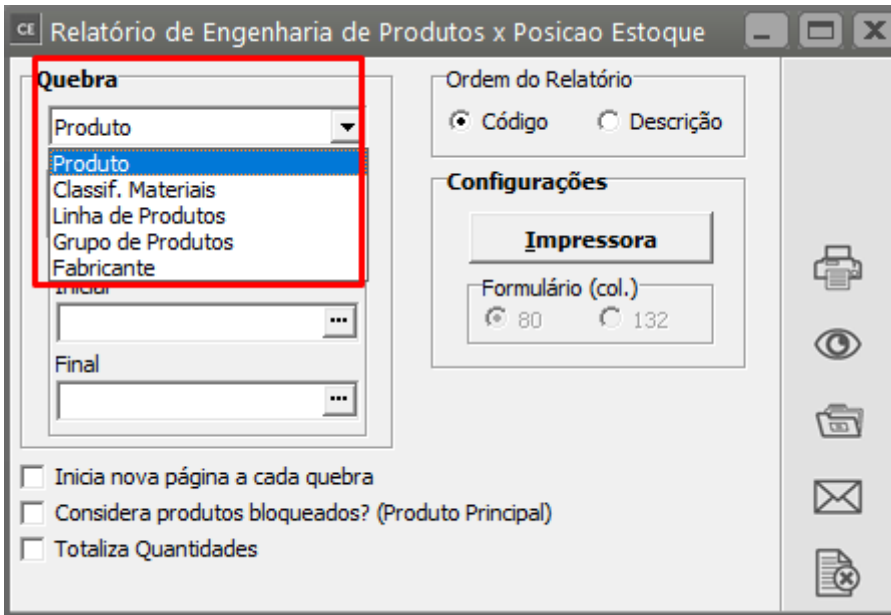 CE Relatório de Engenharia de Produtos x Posicao Estoque
Quebra
Produto
Produto
Classif. Materiais
Linha de Produtos
Grupo de Produtos
Fabricante
Inicial
Final
Ordem do Relatório
Código Descrição
Configurações
Impressora
Formulário (col.)
80 132
Inicia nova página a cada quebra
Considera produtos bloqueados? (Produto Principal)
Totaliza Quantidades